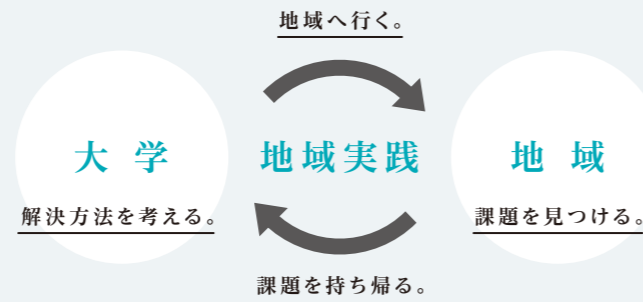 地域へ行く。
大学
地域実践
地域
解決方法を考える。
課題を見つける。
課題を持ち帰る。